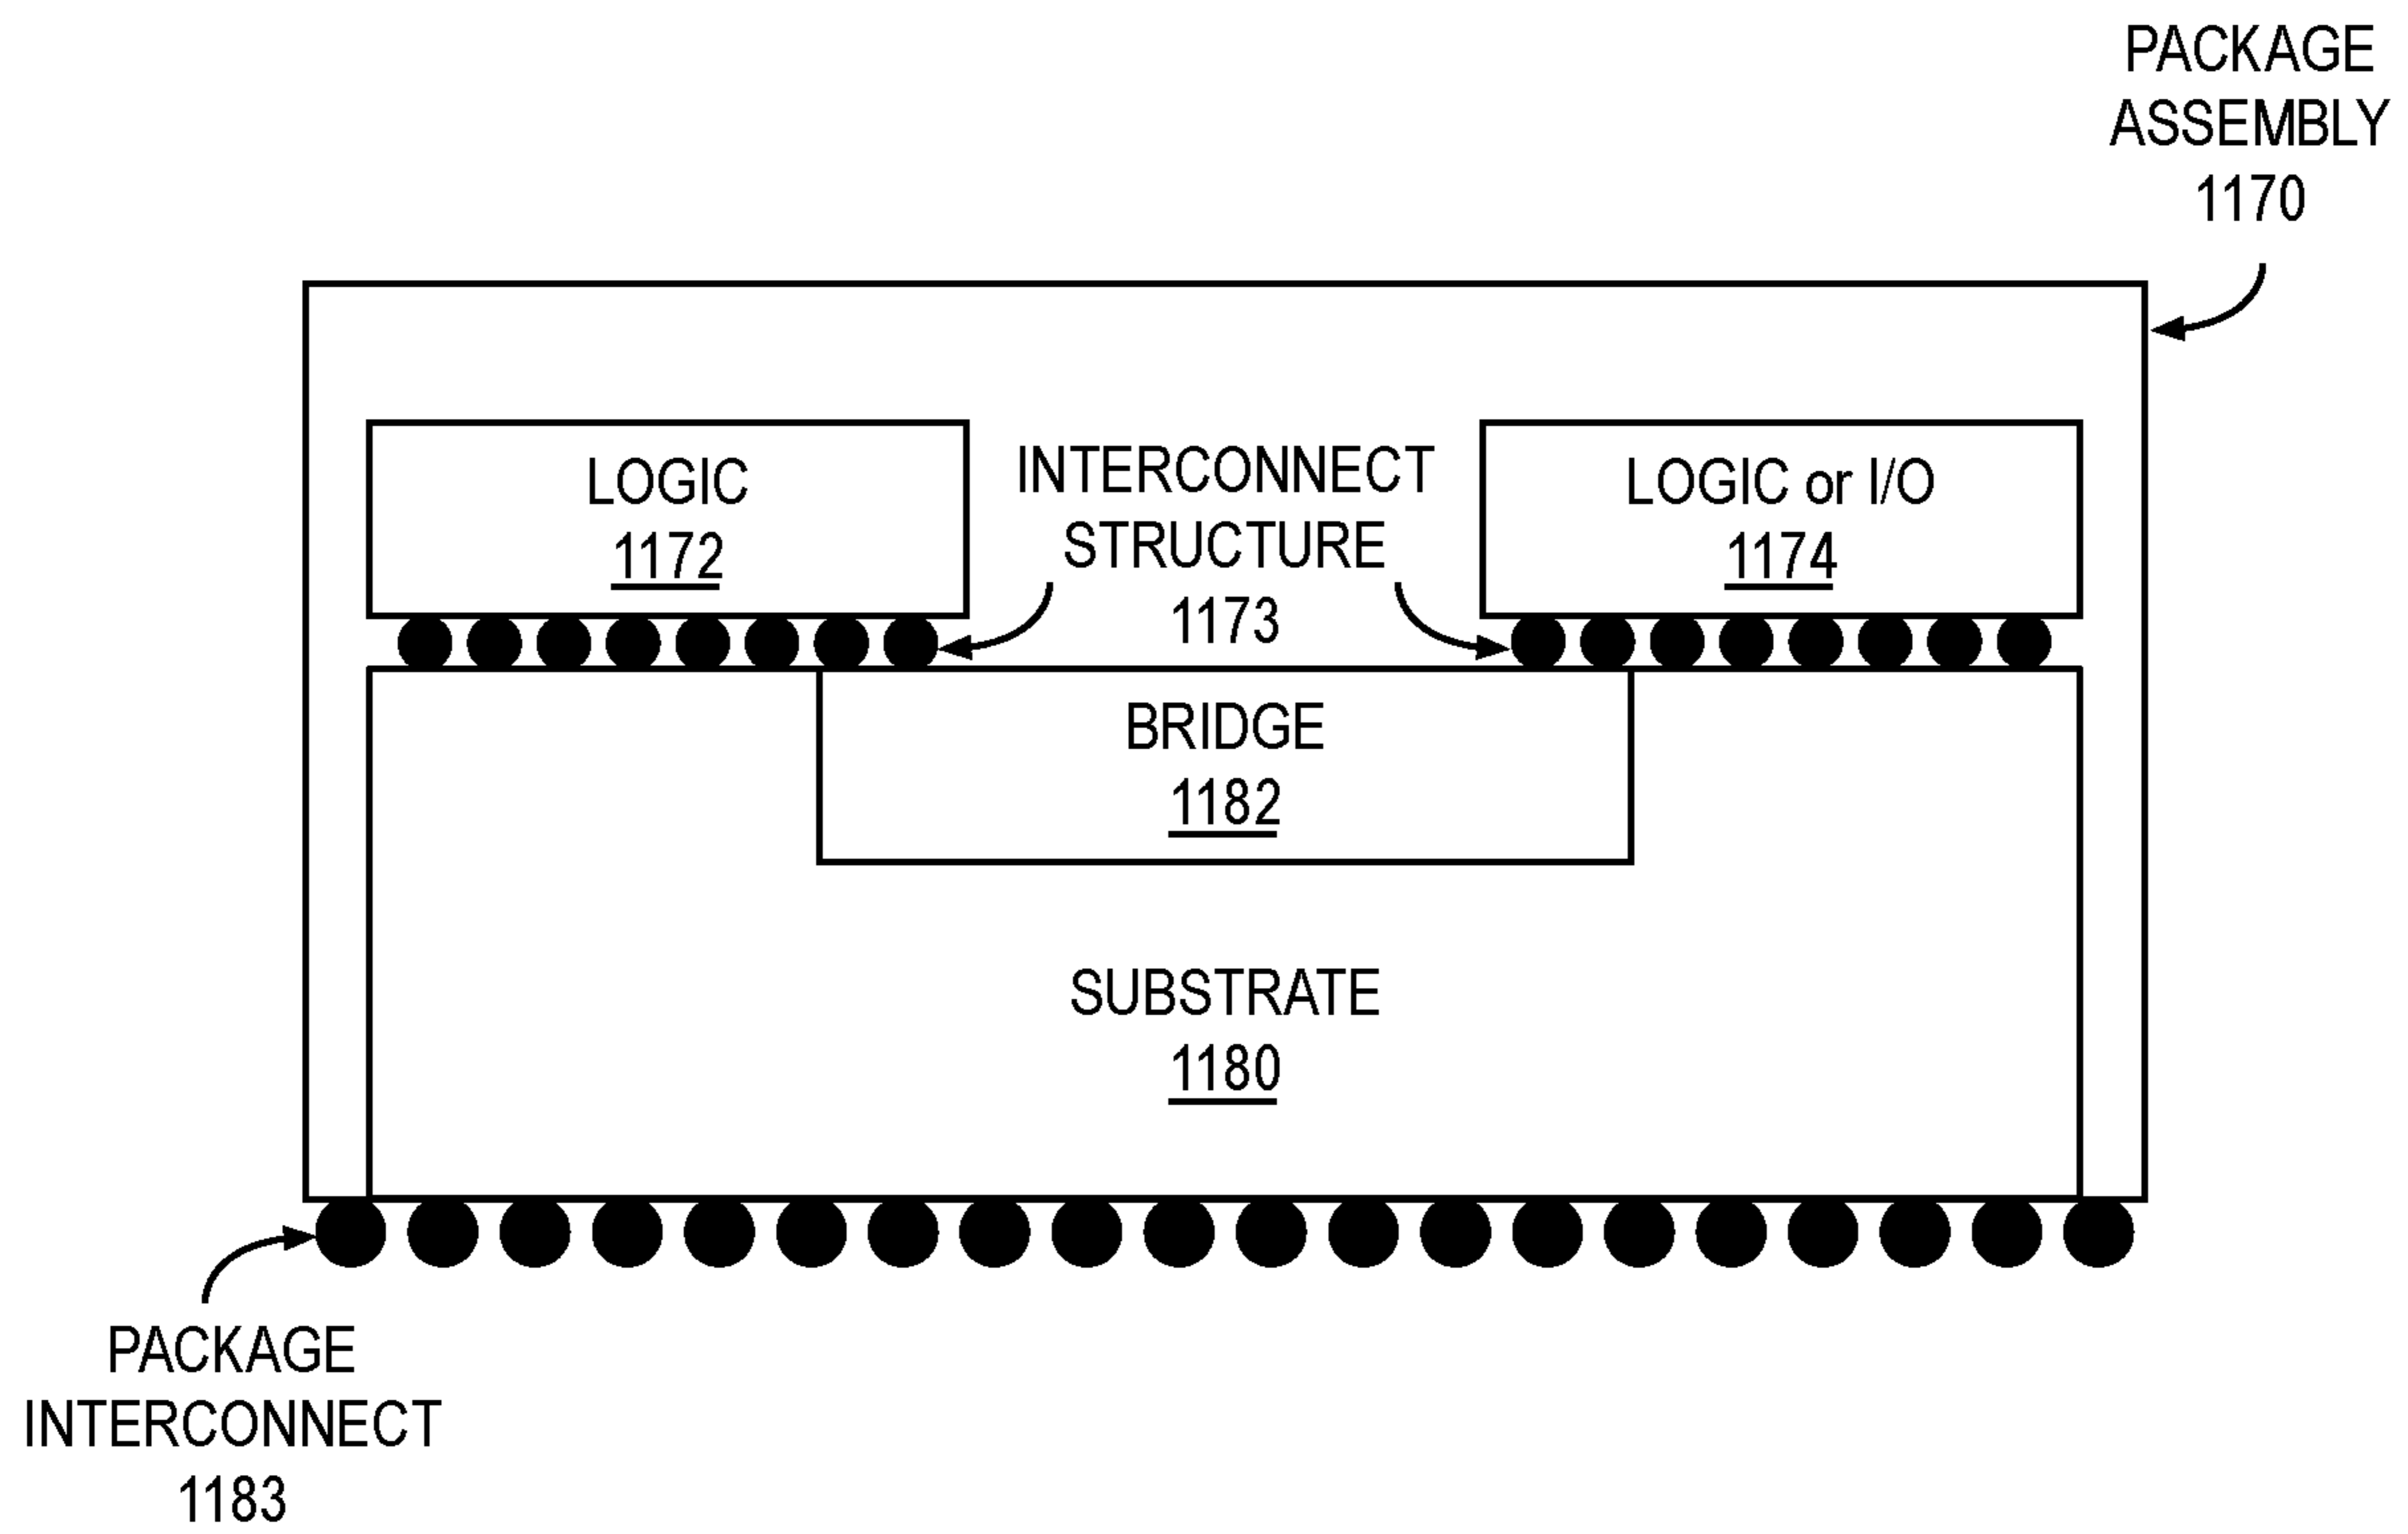 PACKAGE
ASSEMBLY
1170
LOGIC
1172
INTERCONNECT
STRUCTURE
1173
LOGIC or I/O
1174
BRIDGE
1182
SUBSTRATE
1180
PACKAGE
INTERCONNECT
1183